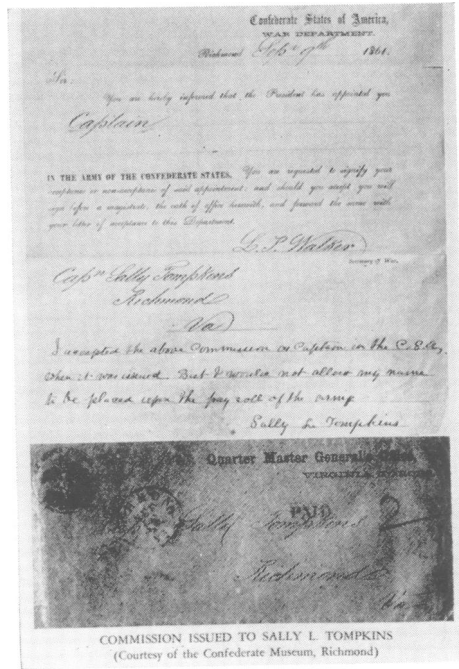 Confederate States of America,
WAR DEPARTMENT.
Richmond 9th 1861.
Sir:
You are hereby informed that the President has appointed you
Captain
IN THE ARMY OF THE CONFEDERATE STATES. You are requested to signify your
acceptance or non-acceptance of said appointment: and should you accept you will
sign before a magistrate, the oath of office herewith, and forward the same with
your letter of acceptance to this Department.
L. P. Walker
Secretary of War.
Capn Sally Tompkins
Richmond
Va
I accepted the above Commission as Captain in the C.S.A.
when it was issued. But I would not allow my name
to be placed upon the pay roll of the army
Sally L. Tompkins
Quarter Master General's
VIRGINIA
PAID
Sally Tompkins 2
Richmond
Va
COMMISSION ISSUED TO SALLY L. TOMPKINS
(Courtesy of the Confederate Museum, Richmond)